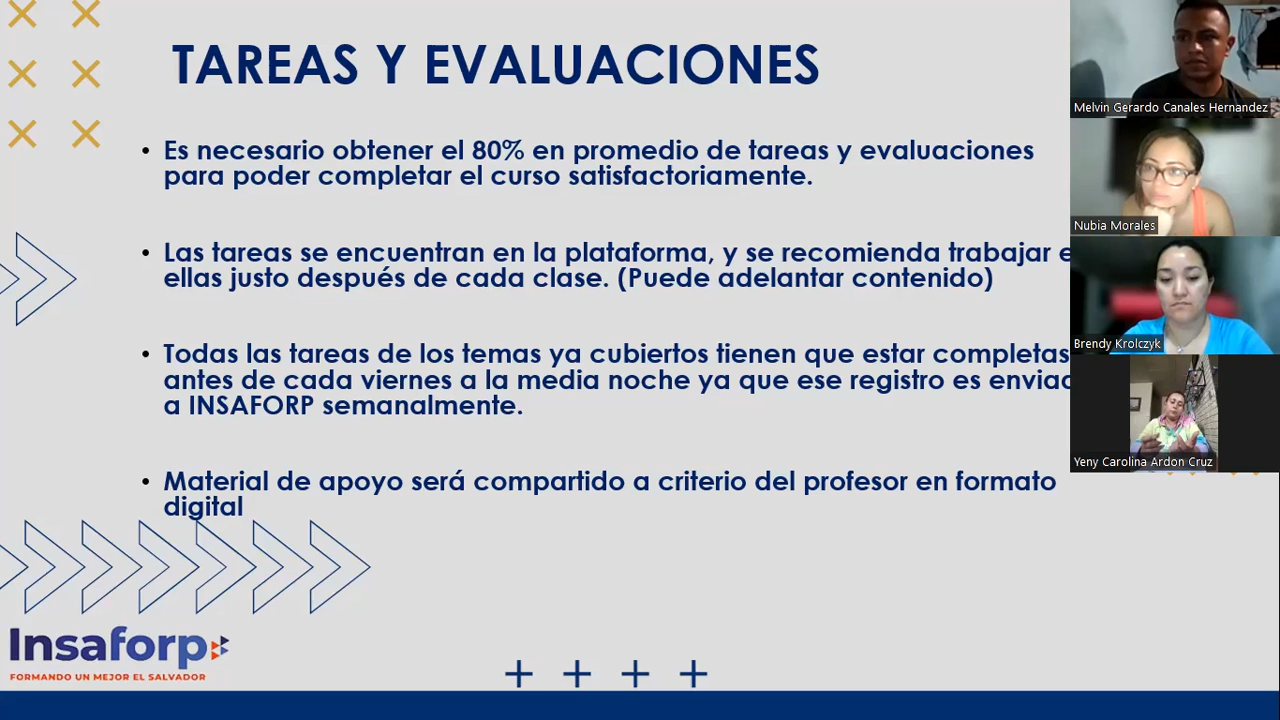 TAREAS Y EVALUACIONES
• Es necesario obtener el 80% en promedio de tareas y evaluaciones
para poder completar el curso satisfactoriamente.
• Las tareas se encuentran en la plataforma, y se recomienda trabajar
ellas justo después de cada clase. (Puede adelantar contenido)
• Todas las tareas de los temas ya cubiertos tienen que estar completas
antes de cada viernes a la media noche ya que ese registro es
a INSAFORP semanalmente.
• Material de apoyo será compartido a criterio del profesor en formato
digital
Insaforp
FORMANDO UN MEJOR EL SALVADOR
Melvin Gerardo Canales Hernandez
Nubia Morales
Brendy Krolczyk
Yeny Carolina Ardon Cruz